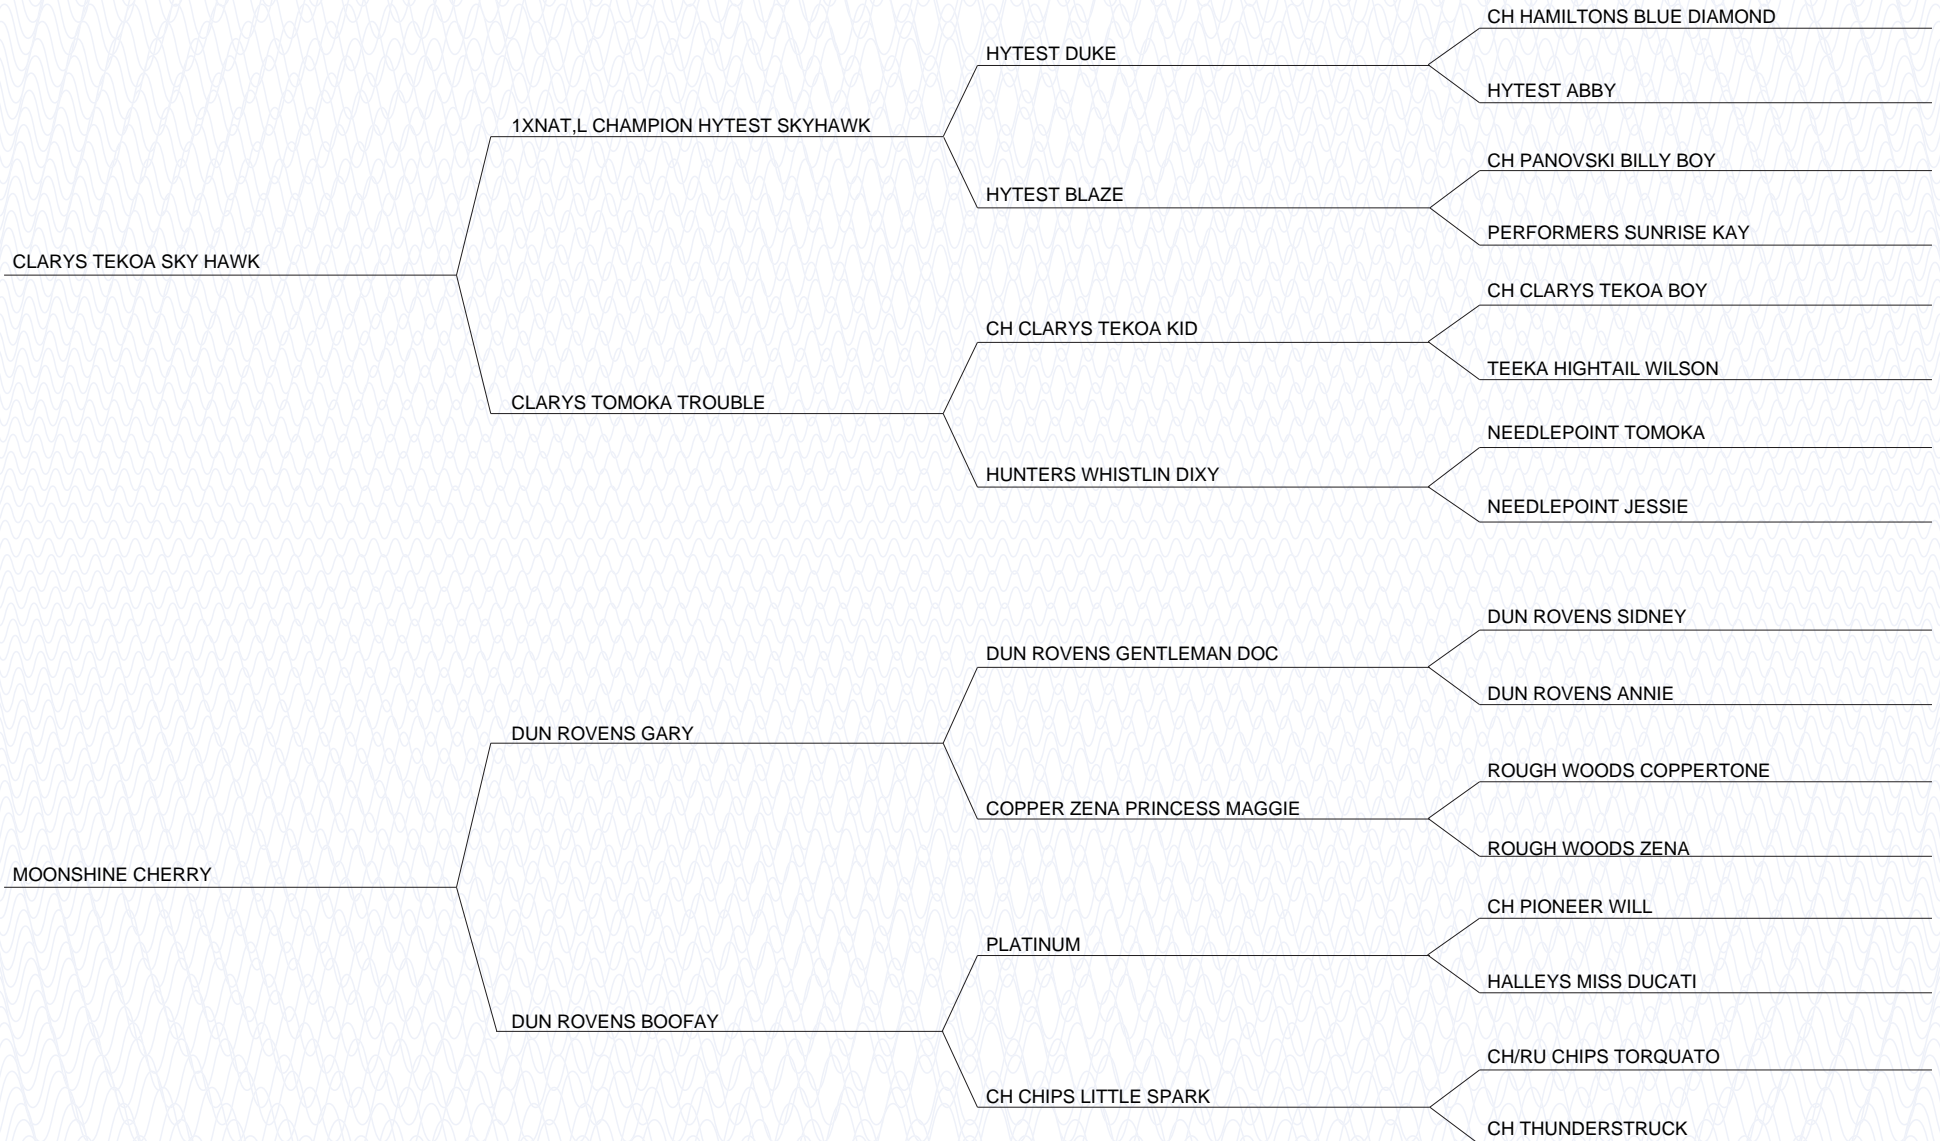 CH HAMILTONS BLUE DIAMOND
HYTEST DUKE
HYTEST ABBY
1XNAT,L CHAMPION HYTEST SKYHAWK
CH PANOVSKI BILLY BOY
HYTEST BLAZE
PERFORMERS SUNRISE KAY
CLARYS TEKOA SKY HAWK
CH CLARYS TEKOA BOY
CH CLARYS TEKOA KID
TEEKA HIGHTAIL WILSON
CLARYS TOMOKA TROUBLE
NEEDLEPOINT TOMOKA
HUNTERS WHISTLIN DIXY
NEEDLEPOINT JESSIE
DUN ROVENS SIDNEY
DUN ROVENS GENTLEMAN DOC
DUN ROVENS ANNIE
DUN ROVENS GARY
ROUGH WOODS COPPERTONE
COPPER ZENA PRINCESS MAGGIE
ROUGH WOODS ZENA
MOONSHINE CHERRY
CH PIONEER WILL
PLATINUM
HALLEYS MISS DUCATI
DUN ROVENS BOOFAY
CH/RU CHIPS TORQUATO
CH CHIPS LITTLE SPARK
CH THUNDERSTRUCK